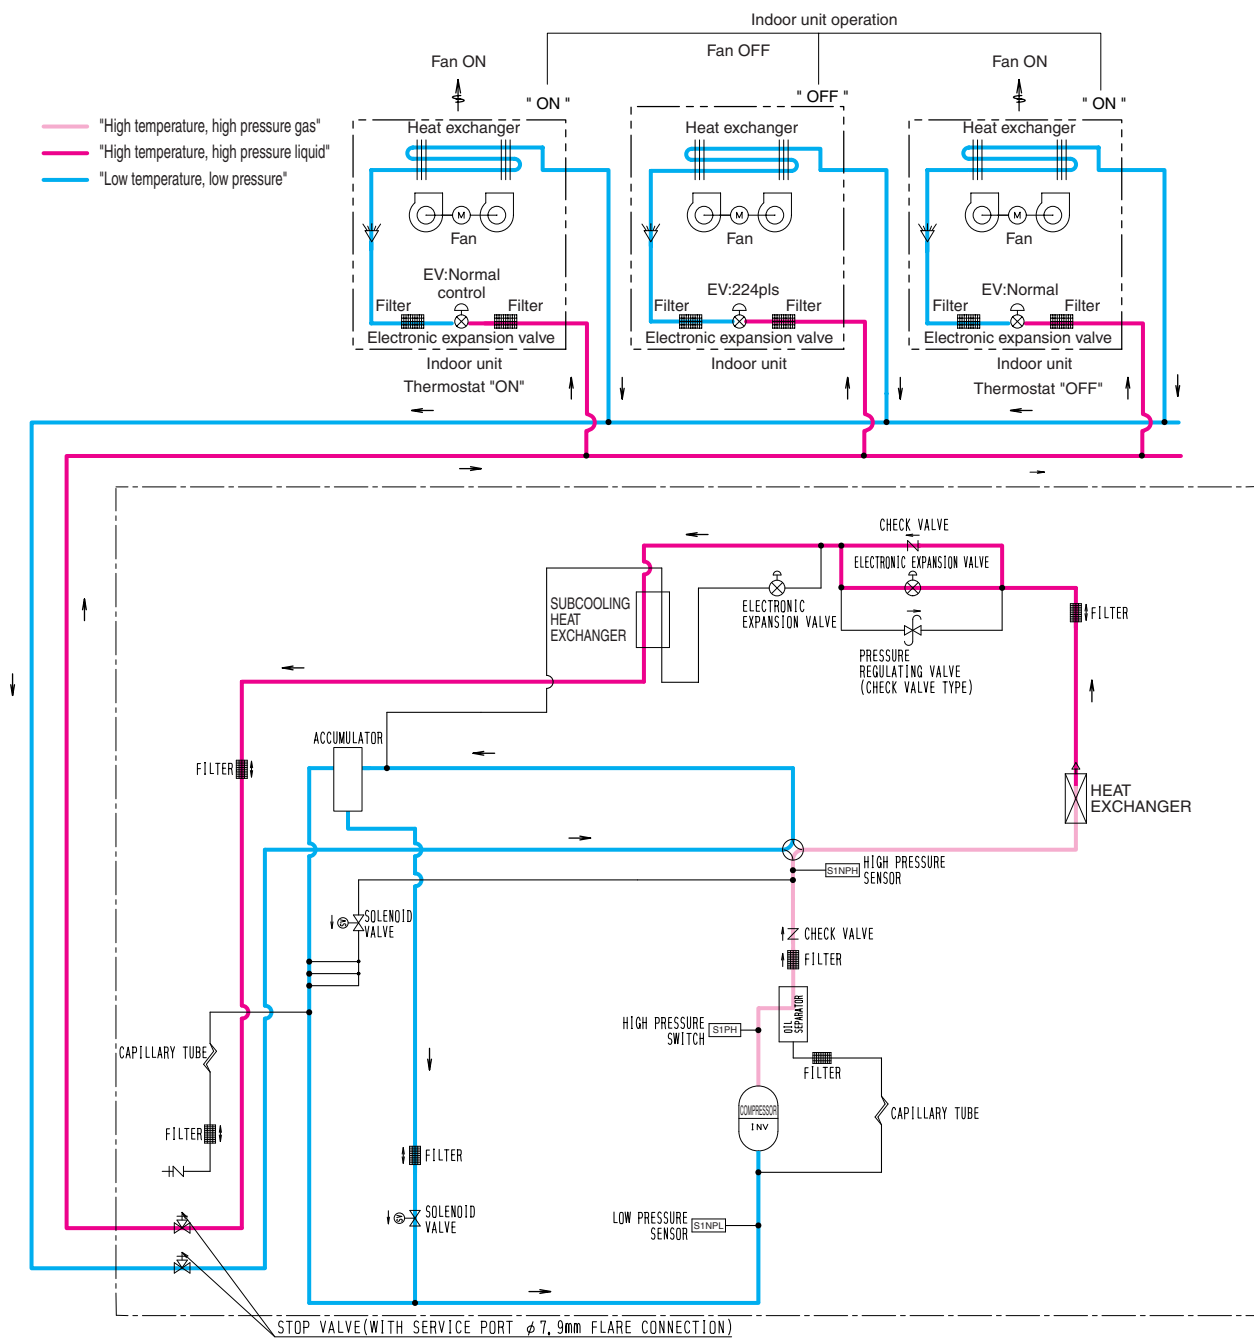 Indoor unit operation
Fan ON
Fan OFF
Fan ON
" ON "
" OFF "
" ON "
"High temperature, high pressure gas"
"High temperature, high pressure liquid"
"Low temperature, low pressure"
Heat exchanger
M
Fan
EV:Normal
control
Filter
Filter
Electronic expansion valve
Indoor unit
Thermostat "ON"
Heat exchanger
M
Fan
EV:224pls
Filter
Filter
Electronic expansion valve
Indoor unit
Heat exchanger
M
Fan
EV:Normal
Filter
Filter
Electronic expansion valve
Indoor unit
Thermostat "OFF"
CHECK VALVE
ELECTRONIC EXPANSION VALVE
SUBCOOLING
HEAT
EXCHANGER
ELECTRONIC
EXPANSION VALVE
FILTER
PRESSURE
REGULATING VALVE
(CHECK VALVE TYPE)
ACCUMULATOR
FILTER
HEAT
EXCHANGER
S1NPH
HIGH PRESSURE
SENSOR
SOLENOID
VALVE
CHECK VALVE
FILTER
OIL
SEPARATOR
HIGH PRESSURE
SWITCH
S1PH
CAPILLARY TUBE
FILTER
COMPRESSOR
INV
CAPILLARY TUBE
FILTER
FILTER
SOLENOID
VALVE
LOW PRESSURE
SENSOR
S1NPL
STOP VALVE(WITH SERVICE PORT φ7.9mm FLARE CONNECTION)